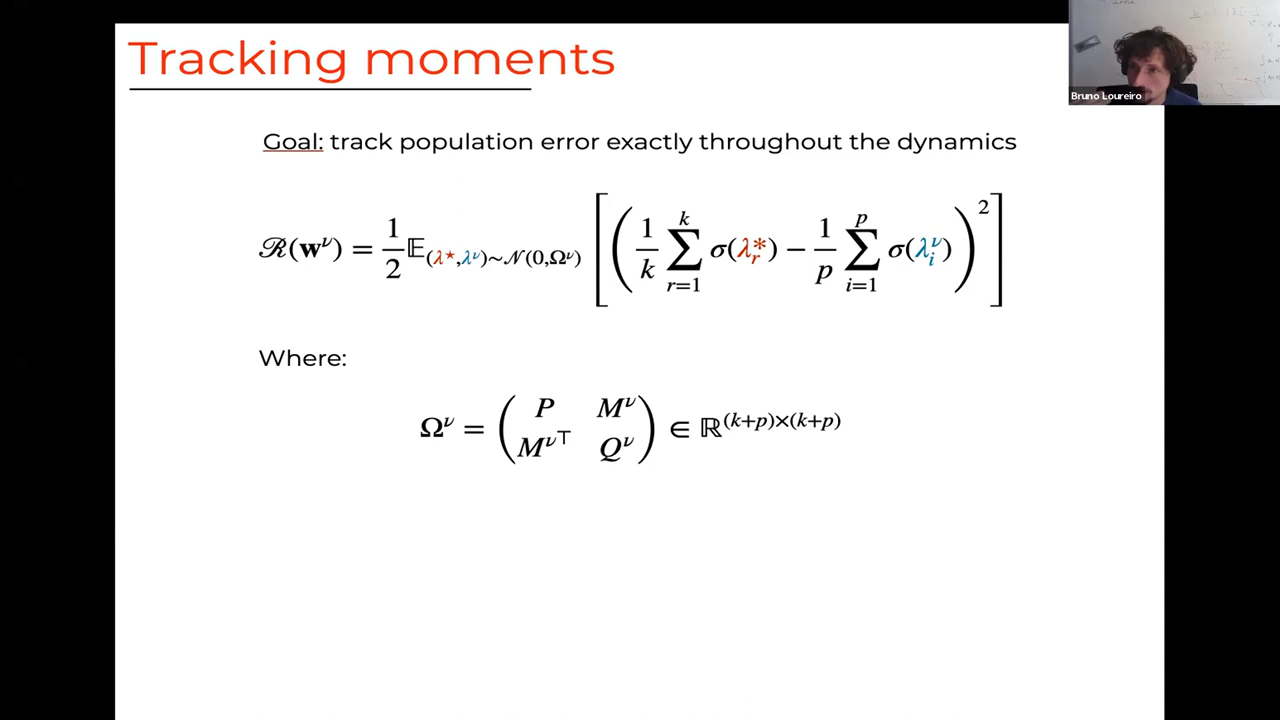 Tracking moments
Bruno Loureiro
Goal: track population error exactly throughout the dynamics
ℛ(𝐰^ν) = 1/2 𝔼_{(λ⋆,λ^ν)∼𝒩(0,Ω^ν)} [ ( 1/k ∑_{r=1}^{k} σ(λ_r^*) − 1/p ∑_{i=1}^{p} σ(λ_i^ν) )^2 ]
Where:
Ω^ν = ( P M^ν
M^{ν⊤} Q^ν ) ∈ ℝ^{(k+p)×(k+p)}